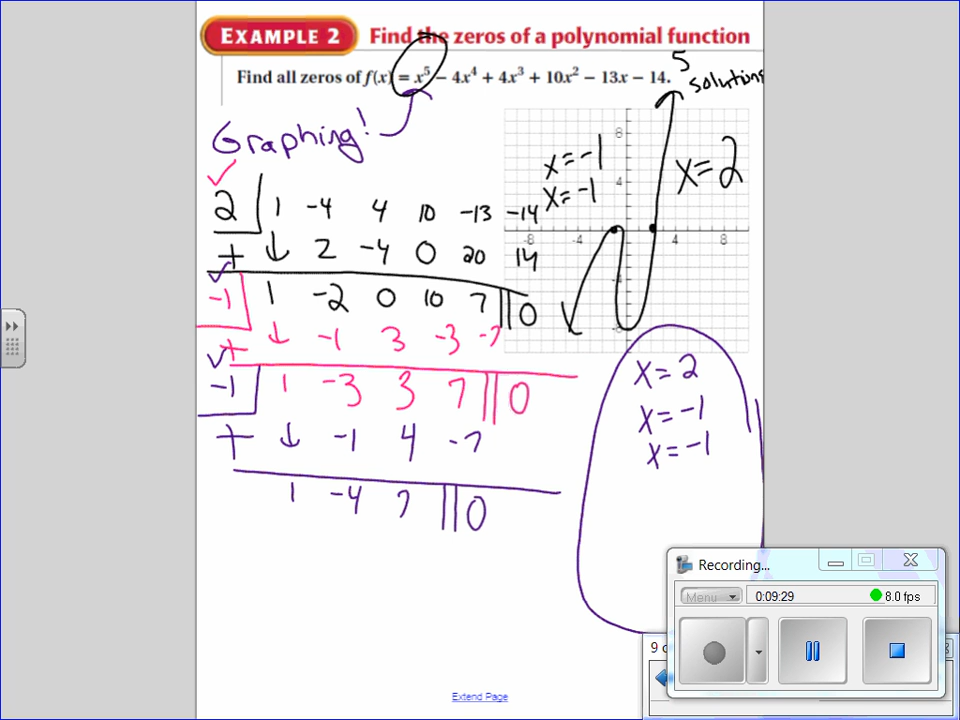 EXAMPLE 2 Find the zeros of a polynomial function
Find all zeros of f(x) = x⁵ − 4x⁴ + 4x³ + 10x² − 13x − 14.
5 solutions
Graphing!
x=-1
x=-1
x=2
8
4
-8 -4 4 8
2 1 -4 4 10 -13 -14
+ ↓ 2 -4 0 20 14
-1 1 -2 0 10 7 0
+ ↓ -1 3 -3 -7
-1 1 -3 3 7 0
+ ↓ -1 4 -7
1 -4 7 0
x=2
x=-1
x=-1
Recording...
Menu 0:09:29 8.0 fps
Extend Page